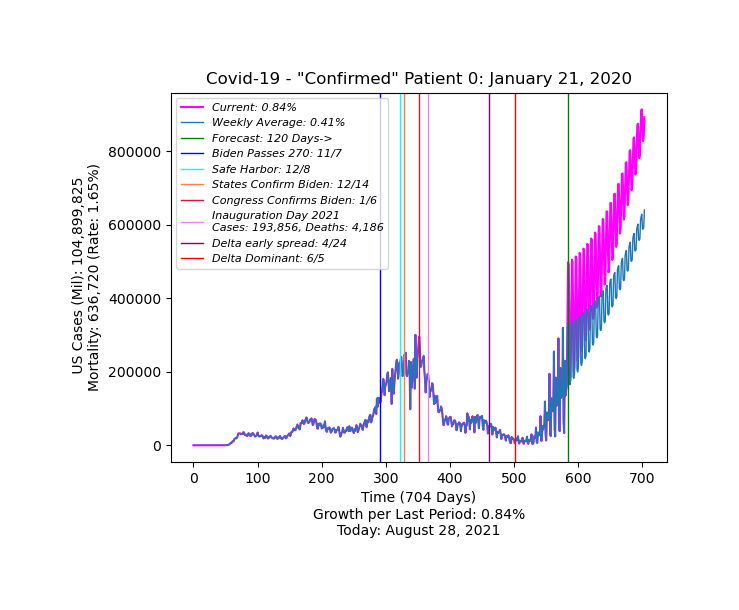 Covid-19 - "Confirmed" Patient 0: January 21, 2020
Current: 0.84%
Weekly Average: 0.41%
Forecast: 120 Days->
Biden Passes 270: 11/7
Safe Harbor: 12/8
States Confirm Biden: 12/14
Congress Confirms Biden: 1/6
Inauguration Day 2021
Cases: 193,856, Deaths: 4,186
Delta early spread: 4/24
Delta Dominant: 6/5
US Cases (Mil): 104,899,825
Mortality: 636,720 (Rate: 1.65%)
800000
600000
400000
200000
0
0 100 200 300 400 500 600 700
Time (704 Days)
Growth per Last Period: 0.84%
Today: August 28, 2021